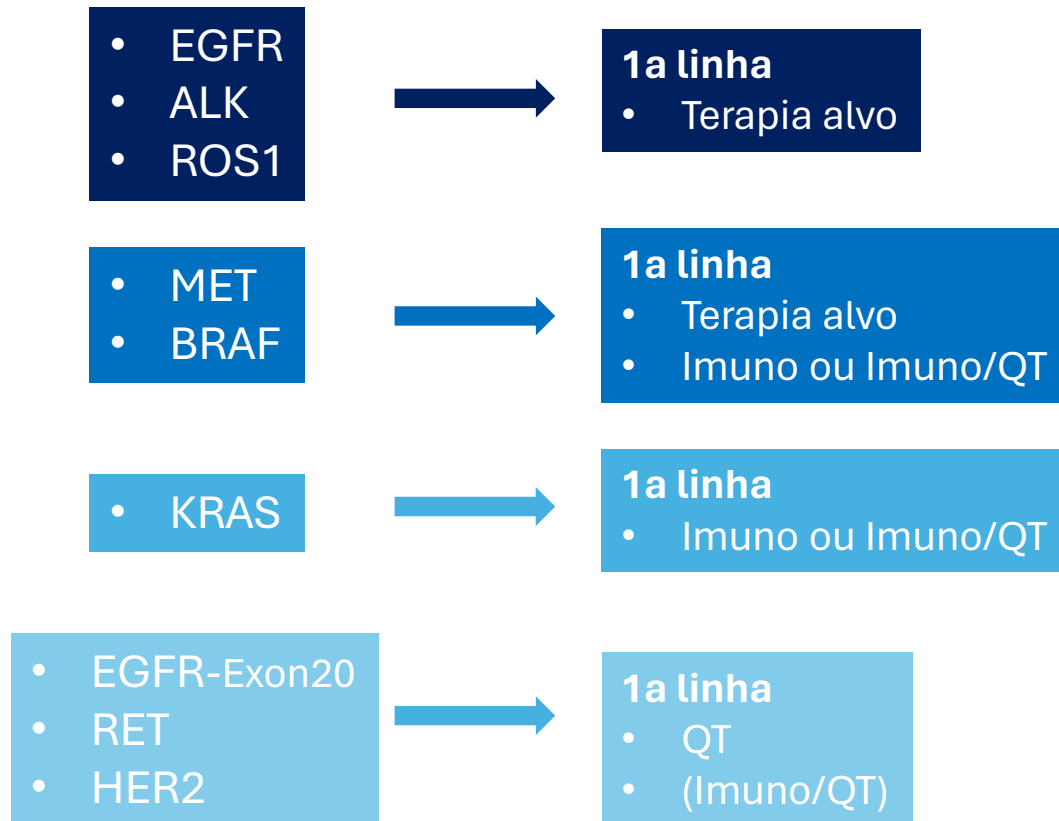 • EGFR
• ALK
• ROS1
1a linha
• Terapia alvo
• MET
• BRAF
1a linha
• Terapia alvo
• Imuno ou Imuno/QT
• KRAS
1a linha
• Imuno ou Imuno/QT
• EGFR-Exon20
• RET
• HER2
1a linha
• QT
• (Imuno/QT)